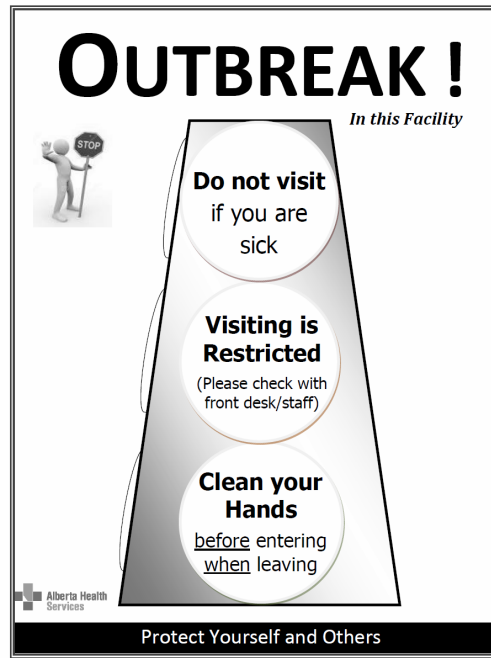 OUTBREAK !
In this Facility
STOP
Do not visit
if you are
sick
Visiting is
Restricted
(Please check with
front desk/staff)
Clean your
Hands
before entering
when leaving
Alberta Health
Services
Protect Yourself and Others